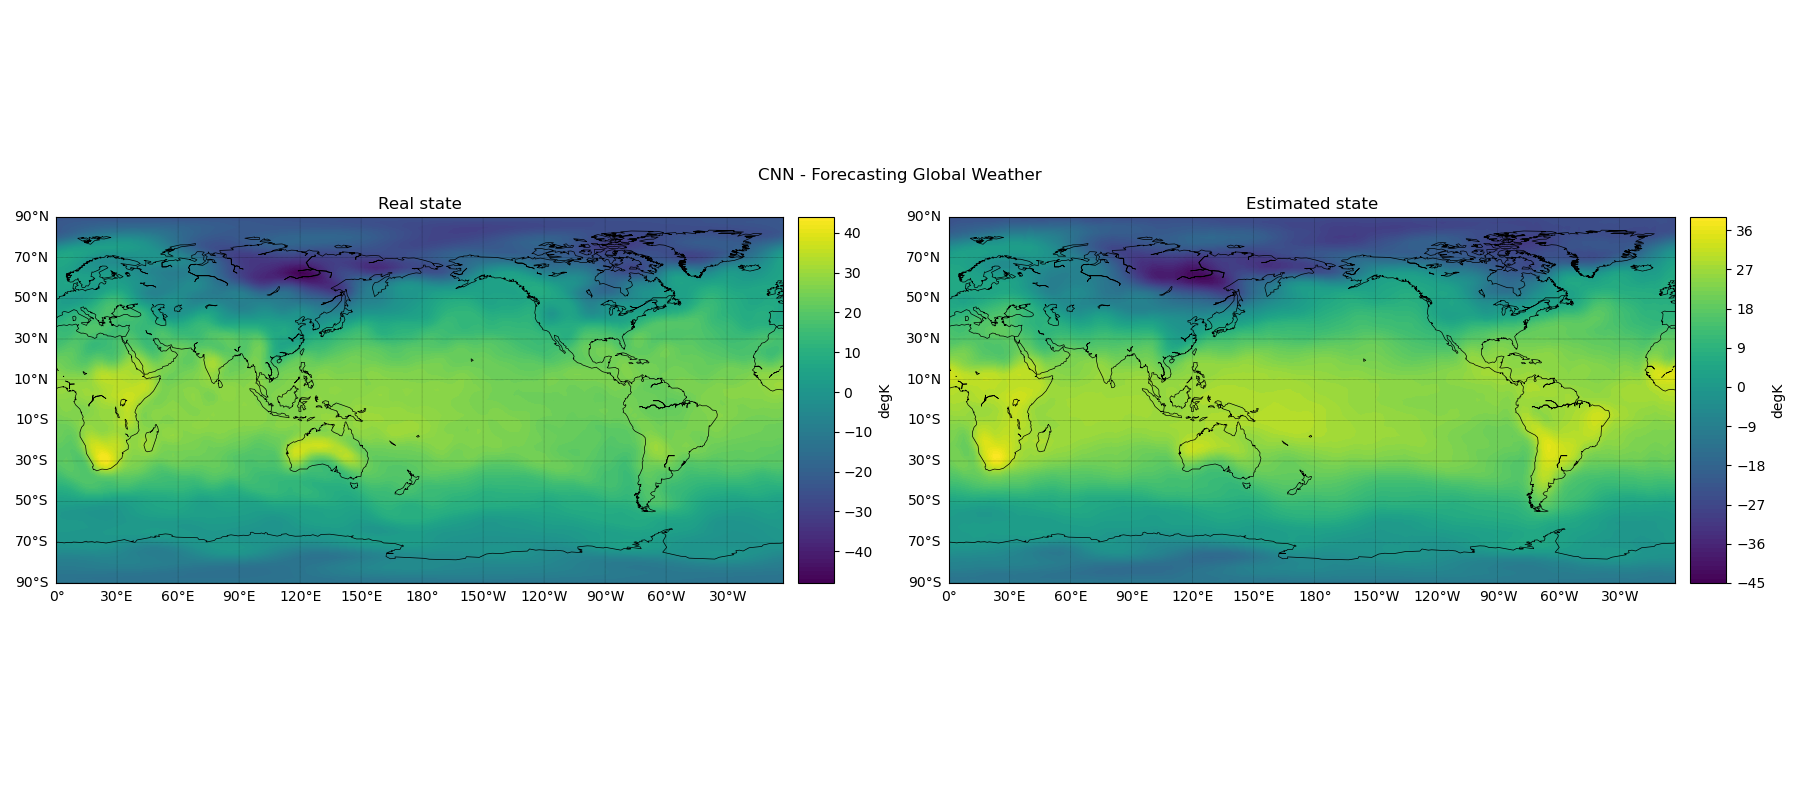 CNN - Forecasting Global Weather
Real state
90°N
70°N
50°N
30°N
10°N
10°S
30°S
50°S
70°S
90°S
0° 30°E 60°E 90°E 120°E 150°E 180° 150°W 120°W 90°W 60°W 30°W
40
30
20
10
0
−10
−20
−30
−40
degK
Estimated state
90°N
70°N
50°N
30°N
10°N
10°S
30°S
50°S
70°S
90°S
0° 30°E 60°E 90°E 120°E 150°E 180° 150°W 120°W 90°W 60°W 30°W
36
27
18
9
0
−9
−18
−27
−36
−45
degK